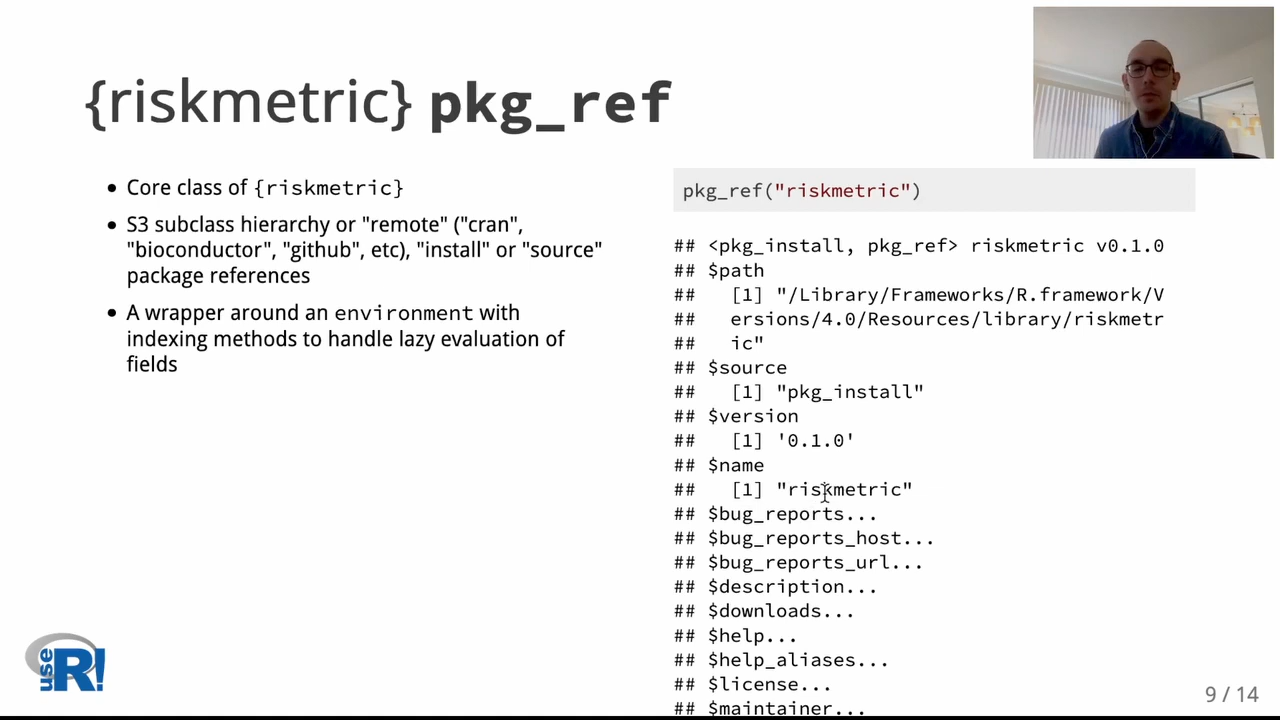 {riskmetric} pkg_ref
• Core class of {riskmetric}
• S3 subclass hierarchy or "remote" ("cran",
"bioconductor", "github", etc), "install" or "source"
package references
• A wrapper around an environment with
indexing methods to handle lazy evaluation of
fields
pkg_ref("riskmetric")
## <pkg_install, pkg_ref> riskmetric v0.1.0
## $path
##   [1] "/Library/Frameworks/R.framework/V
##   ersions/4.0/Resources/library/riskmetr
##   ic"
## $source
##   [1] "pkg_install"
## $version
##   [1] '0.1.0'
## $name
##   [1] "riskmetric"
## $bug_reports...
## $bug_reports_host...
## $bug_reports_url...
## $description...
## $downloads...
## $help...
## $help_aliases...
## $license...
## $maintainer...
use R!
9 / 14